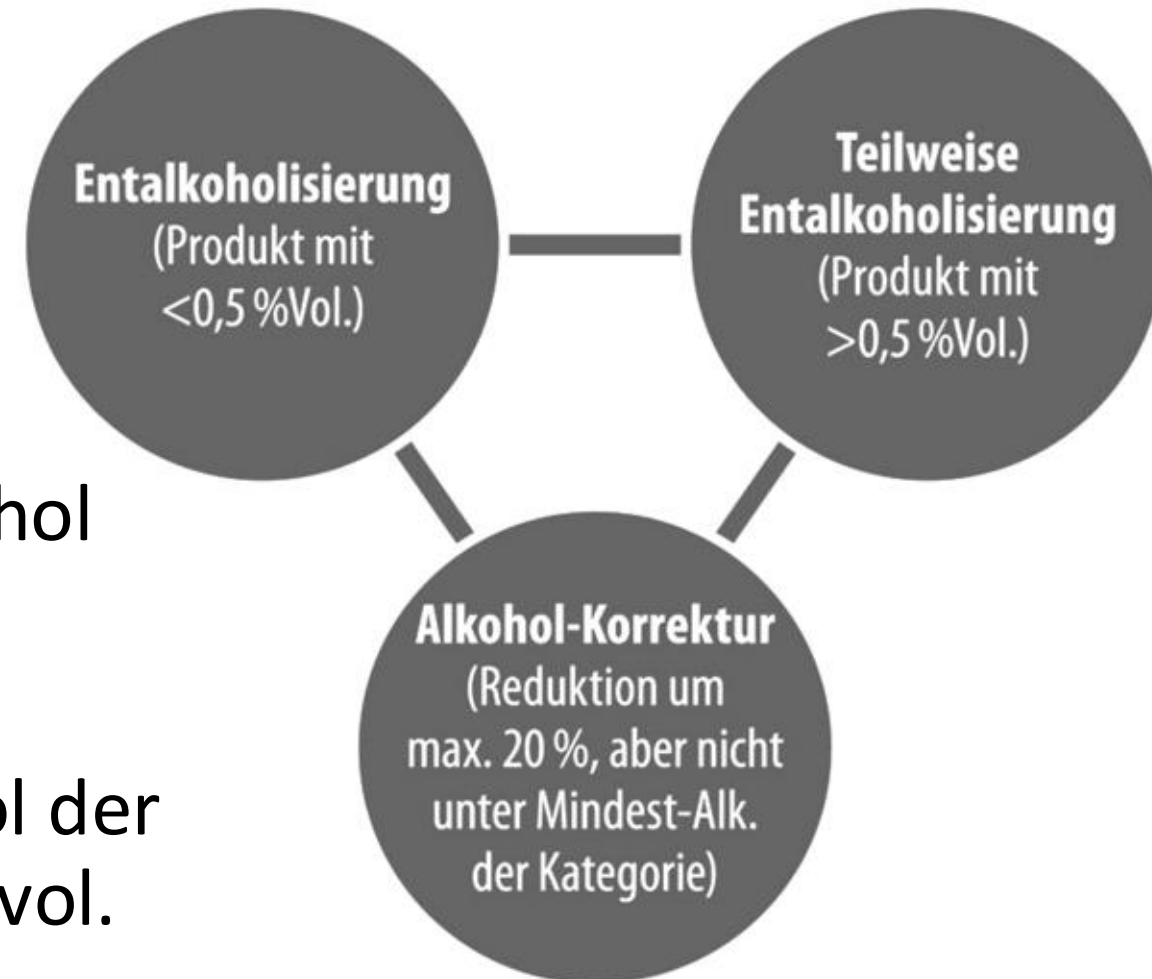 Entalkoholisierung
(Produkt mit
<0,5 %Vol.)
Teilweise
Entalkoholisierung
(Produkt mit
>0,5 %Vol.)
hol
Alkohol-Korrektur
(Reduktion um
max. 20 %, aber nicht
unter Mindest-Alk.
der Kategorie)
der
vol.